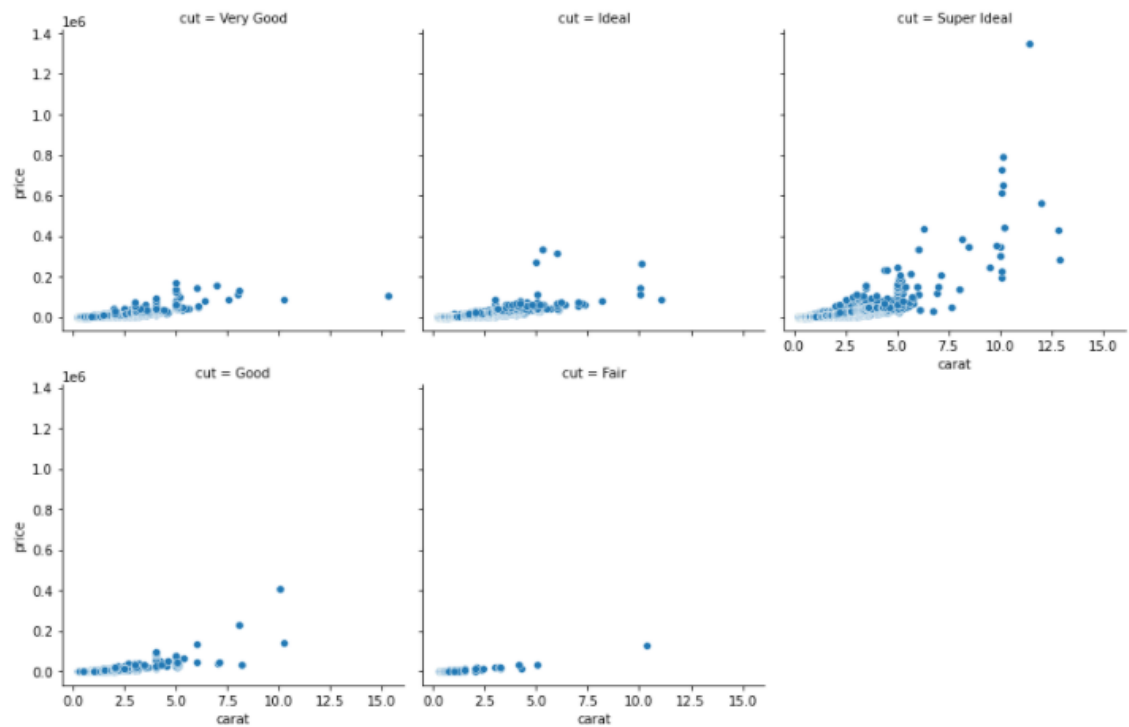 cut = Very Good
cut = Ideal
cut = Super Ideal
1e6
1.4
1.2
1.0
0.8
0.6
0.4
0.2
0.0
price
0.0 2.5 5.0 7.5 10.0 12.5 15.0
carat
cut = Good
cut = Fair
1e6
1.4
1.2
1.0
0.8
0.6
0.4
0.2
0.0
price
0.0 2.5 5.0 7.5 10.0 12.5 15.0
carat
0.0 2.5 5.0 7.5 10.0 12.5 15.0
carat